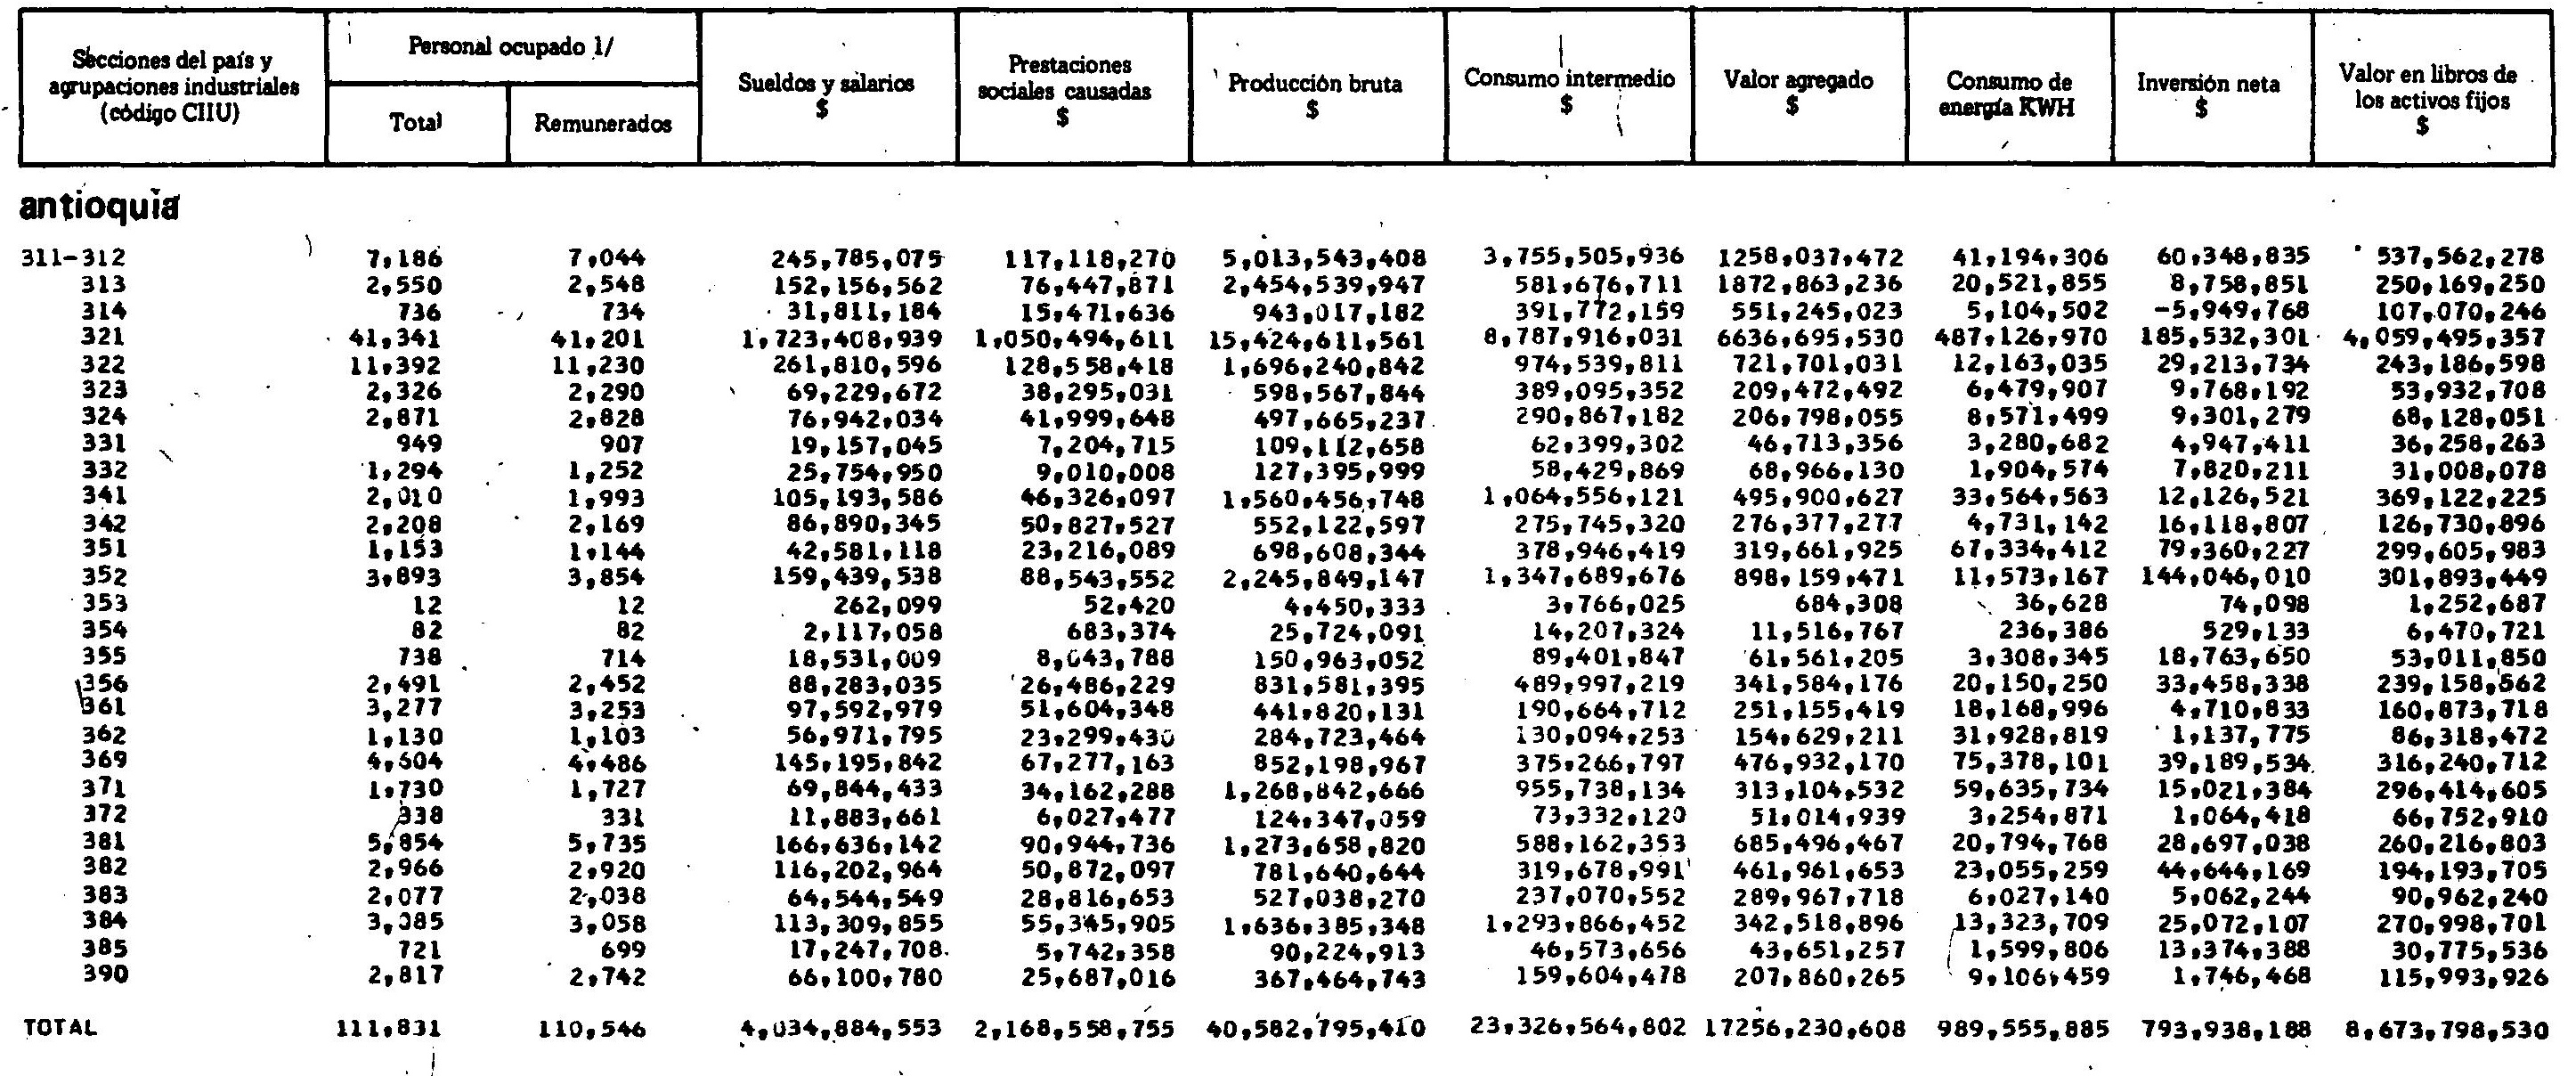 Secciones del país y agrupaciones industriales (código CIIU) Personal ocupado 1/ Total Remunerados Sueldos y salarios $ Prestaciones sociales causadas $ Producción bruta $ Consumo intermedio $ Valor agregado $ Consumo de energía KWH Inversión neta $ Valor en libros de los activos fijos $
antioquia
311-312 7,186 7,044 245,785,075 117,118,270 5,013,543,408 3,755,505,936 1258,037,472 41,194,306 60,348,835 537,562,278
313 2,550 2,548 152,156,562 76,447,871 2,454,539,947 581,676,711 1872,863,236 20,521,855 8,758,851 250,169,250
314 736 734 31,811,184 15,471,636 943,017,182 391,772,159 551,245,023 5,104,502 -5,949,768 107,070,246
321 41,341 41,201 1,723,408,939 1,050,494,611 15,424,611,561 8,787,916,031 6636,695,530 487,126,970 185,532,301 4,059,495,357
322 11,392 11,230 261,810,596 128,558,418 1,696,240,842 974,539,811 721,701,031 12,163,035 29,213,734 243,186,598
323 2,326 2,290 69,229,672 38,295,031 598,567,844 389,095,352 209,472,492 6,479,907 9,768,192 53,932,708
324 2,871 2,828 76,942,034 41,999,648 497,665,237 290,867,182 206,798,055 8,571,499 9,301,279 68,128,051
331 949 907 19,157,045 7,204,715 109,112,658 62,399,302 46,713,356 3,280,682 4,947,411 36,258,263
332 1,294 1,252 25,754,950 9,010,008 127,395,999 58,429,869 68,966,130 1,904,574 7,820,211 31,008,078
341 2,010 1,993 105,193,586 46,326,097 1,560,456,748 1,064,556,121 495,900,627 33,564,563 12,126,521 369,122,225
342 2,208 2,169 86,890,345 50,827,527 552,122,597 275,745,320 276,377,277 4,731,142 16,118,807 126,730,896
351 1,153 1,144 42,581,118 23,216,089 698,608,344 378,946,419 319,661,925 67,334,412 79,360,227 299,605,983
352 3,893 3,854 159,439,538 88,543,552 2,245,849,147 1,347,689,676 898,159,471 11,573,167 144,046,010 301,893,449
353 12 12 262,099 52,420 4,450,333 3,766,025 684,308 36,628 74,098 1,252,687
354 82 82 2,117,058 683,374 25,724,091 14,207,324 11,516,767 236,386 529,133 6,470,721
355 738 714 18,531,009 8,043,788 150,963,052 89,401,847 61,561,205 3,308,345 18,763,650 53,011,850
356 2,491 2,452 88,283,035 26,486,229 831,581,395 489,997,219 341,584,176 20,150,250 33,458,338 239,158,562
361 3,277 3,253 97,592,979 51,604,348 441,820,131 190,664,712 251,155,419 18,168,996 4,710,833 160,873,718
362 1,130 1,103 56,971,795 23,299,430 284,723,464 130,094,253 154,629,211 31,928,819 1,137,775 86,318,472
369 4,604 4,486 145,195,842 67,277,163 852,198,967 375,266,797 476,932,170 75,378,101 39,189,534 316,240,712
371 1,730 1,727 69,844,433 34,162,288 1,268,842,666 955,738,134 313,104,532 59,635,734 15,021,384 296,414,605
372 338 331 11,883,661 6,027,477 124,347,059 73,332,120 51,014,939 3,254,871 1,064,418 66,752,910
381 5,854 5,735 166,636,142 90,944,736 1,273,658,820 588,162,353 685,496,467 20,794,768 28,697,038 260,216,803
382 2,966 2,920 116,202,964 50,872,097 781,640,644 319,678,991 461,961,653 23,055,259 44,644,169 194,193,705
383 2,077 2,038 64,544,549 28,816,653 527,038,270 237,070,552 289,967,718 6,027,140 5,062,244 90,962,240
384 3,085 3,058 113,309,855 55,345,905 1,636,385,348 1,293,866,452 342,518,896 13,323,709 25,072,107 270,998,701
385 721 699 17,247,708 5,742,358 90,224,913 46,573,656 43,651,257 1,599,806 13,374,388 30,775,536
390 2,817 2,742 66,100,780 25,687,016 367,464,743 159,604,478 207,860,265 9,106,459 1,746,468 115,993,926
TOTAL 111,831 110,546 4,034,884,553 2,168,558,755 40,582,795,410 23,326,564,802 17256,230,608 989,555,885 793,938,188 8,673,798,530